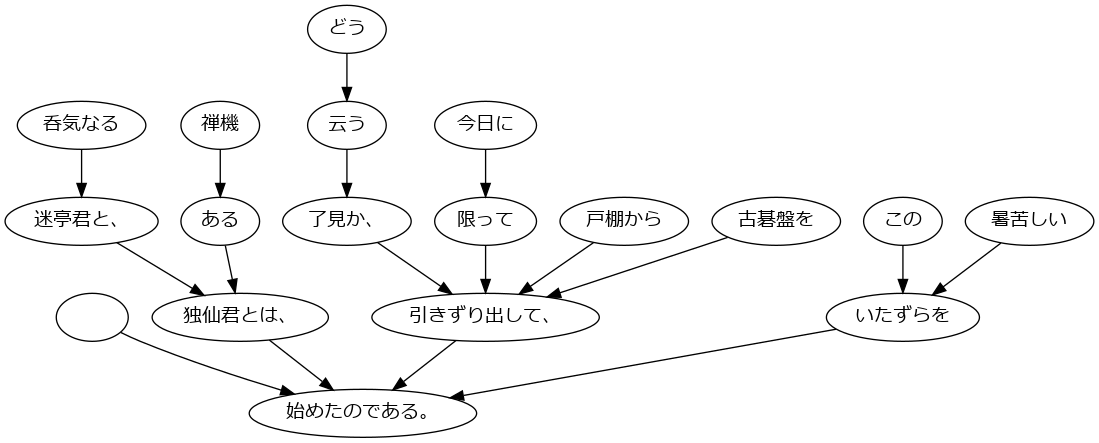 どう
呑気なる
禅機
云う
今日に
迷亭君と、
ある
了見か、
限って
戸棚から
古碁盤を
この
暑苦しい
独仙君とは、
引きずり出して、
いたずらを
始めたのである。